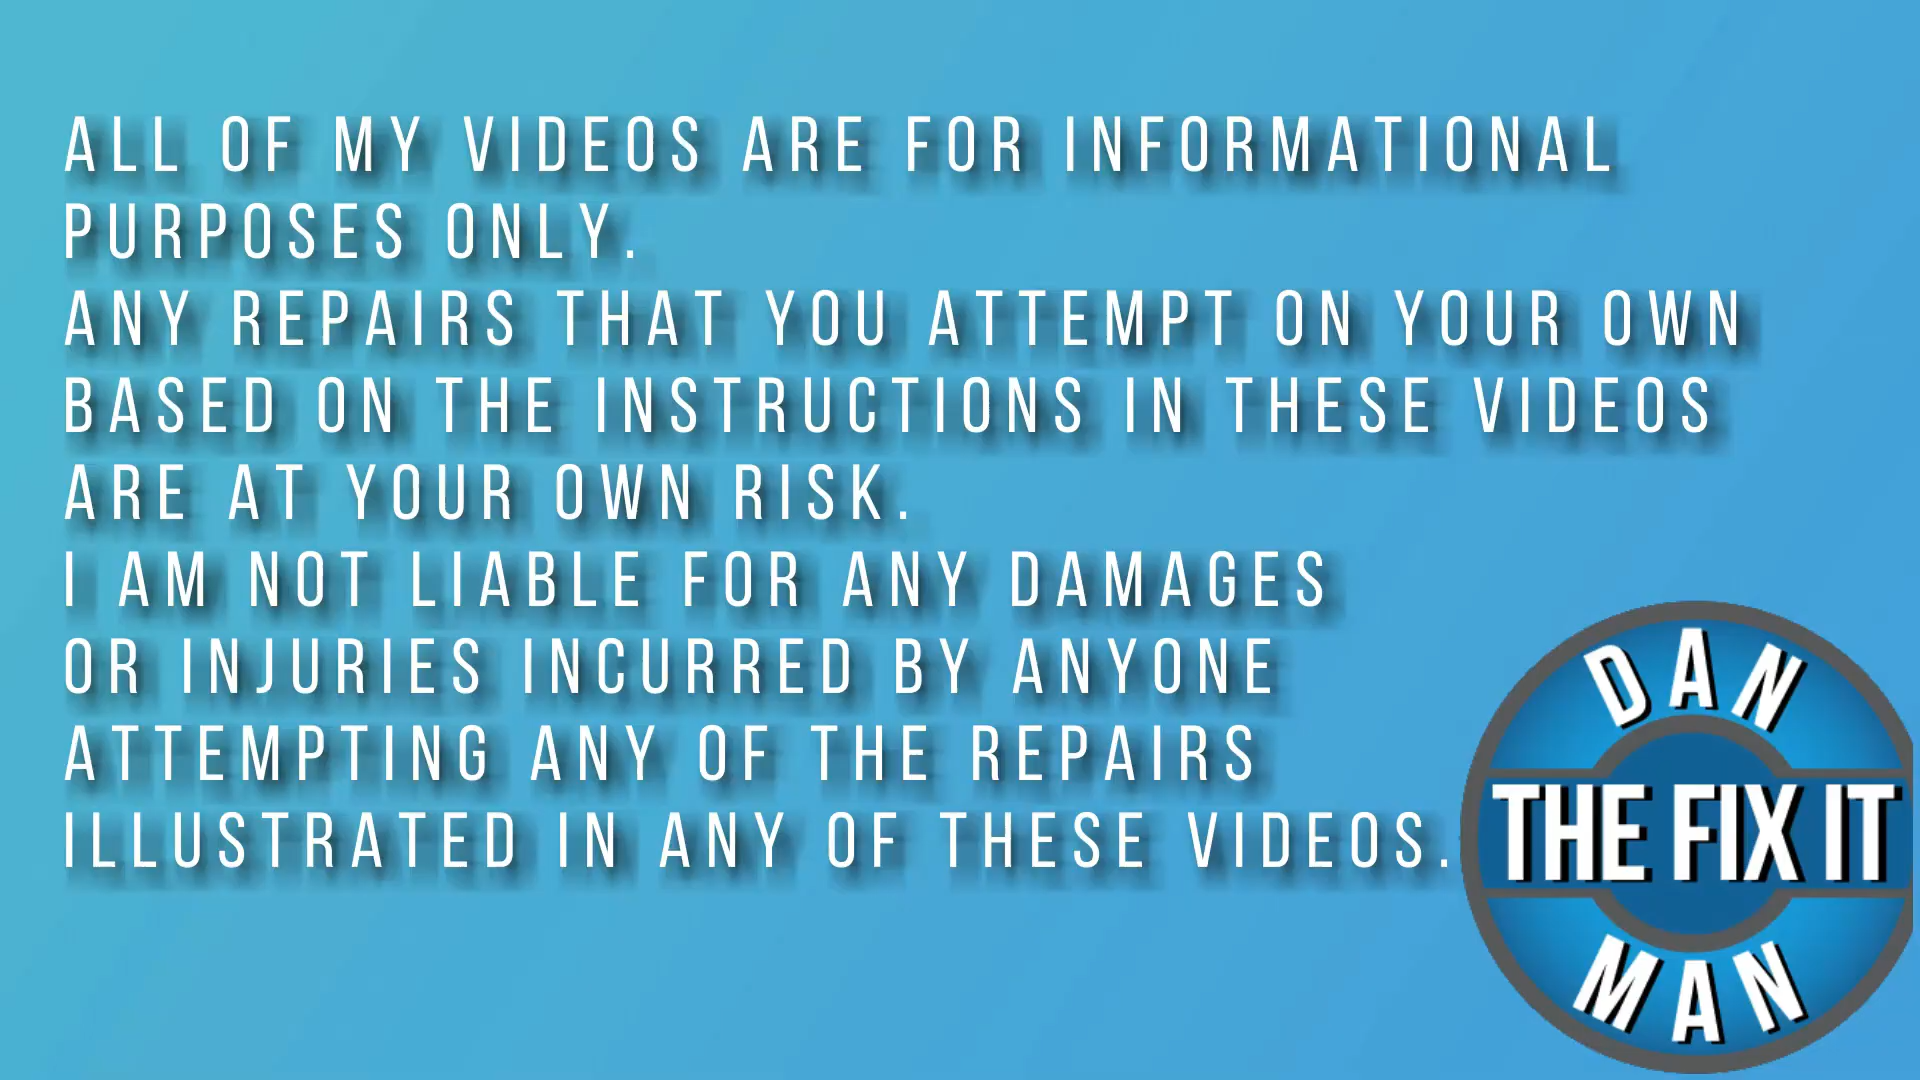 ALL OF MY VIDEOS ARE FOR INFORMATIONAL
PURPOSES ONLY.
ANY REPAIRS THAT YOU ATTEMPT ON YOUR OWN
BASED ON THE INSTRUCTIONS IN THESE VIDEOS
ARE AT YOUR OWN RISK.
I AM NOT LIABLE FOR ANY DAMAGES
OR INJURIES INCURRED BY ANYONE
ATTEMPTING ANY OF THE REPAIRS
ILLUSTRATED IN ANY OF THESE VIDEOS.
DAN
THE FIX IT
MAN